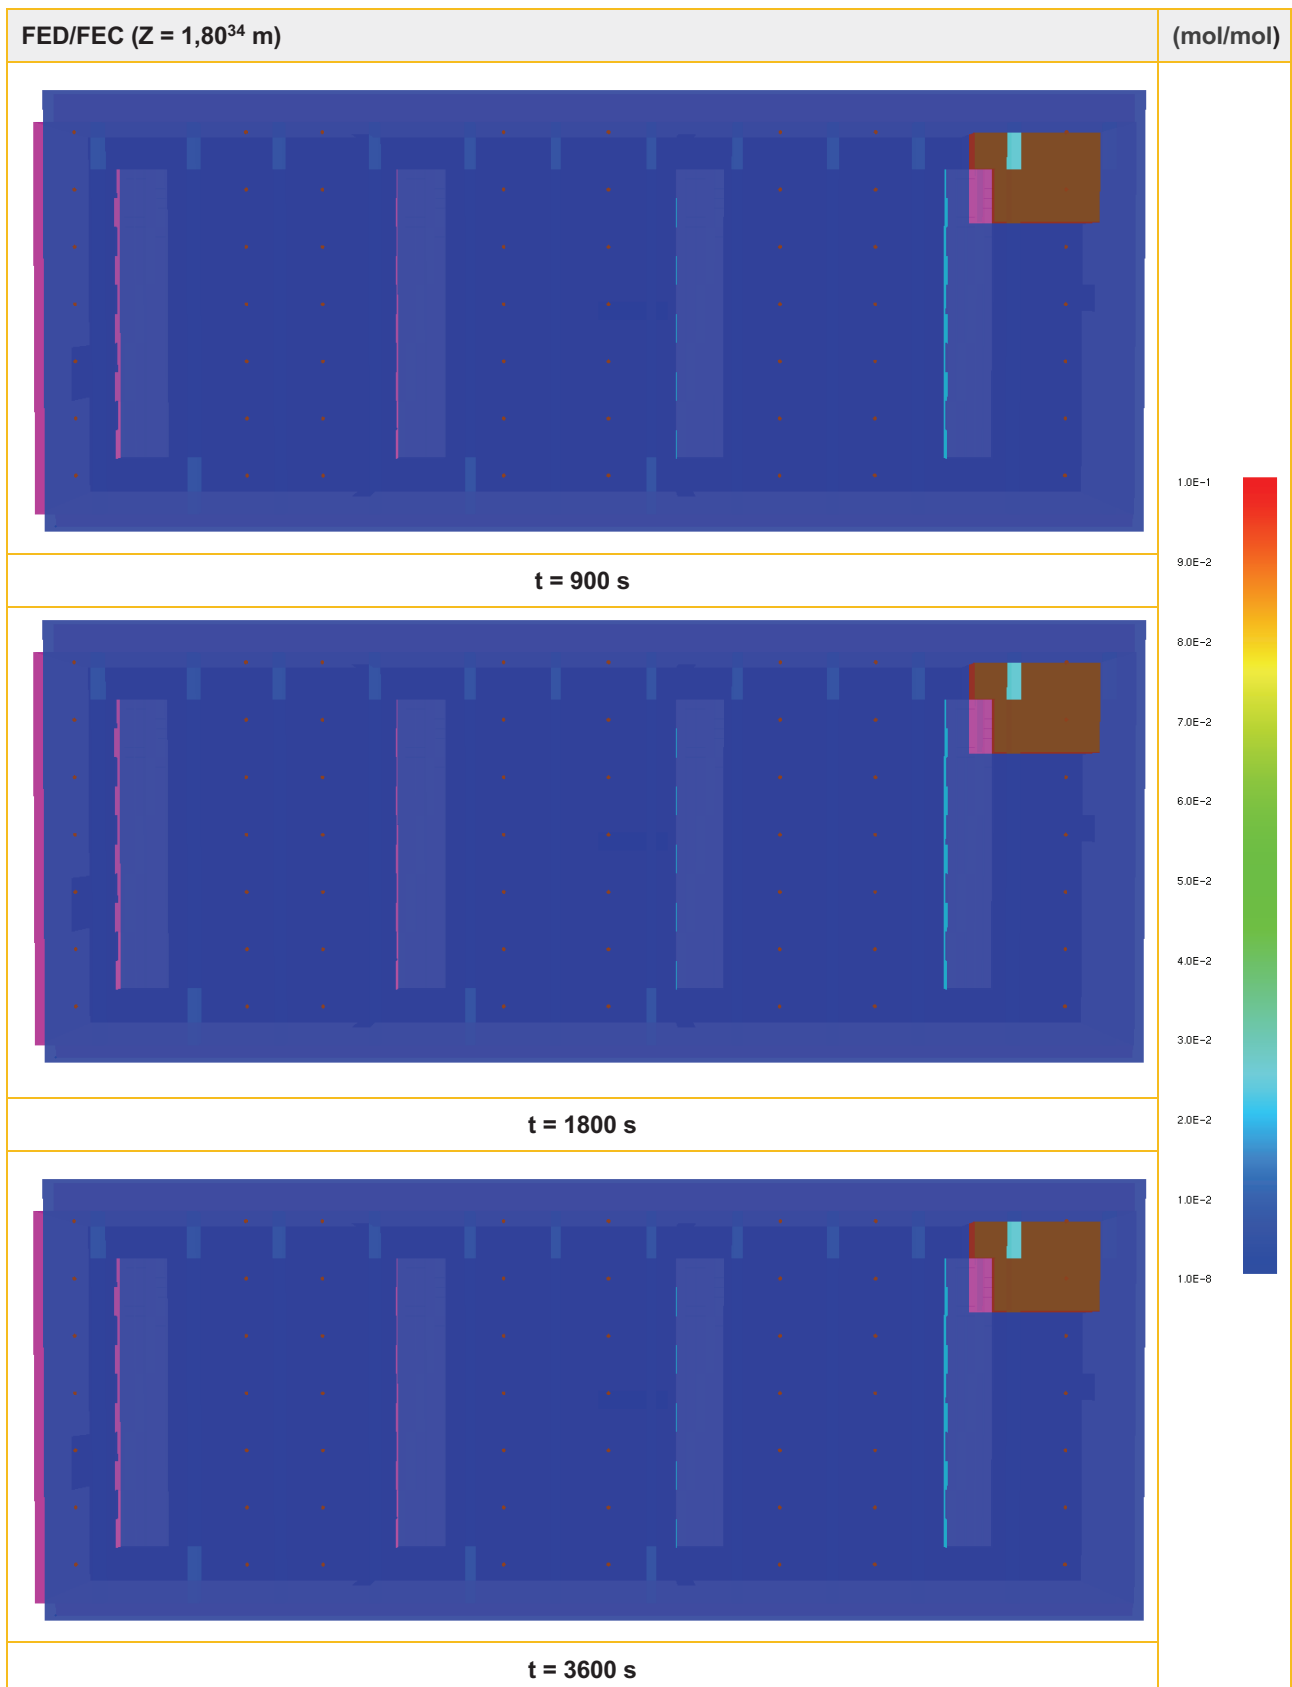 FED/FEC (Z = 1,80³⁴ m)
(mol/mol)
t = 900 s
t = 1800 s
t = 3600 s
1.0E-1
9.0E-2
8.0E-2
7.0E-2
6.0E-2
5.0E-2
4.0E-2
3.0E-2
2.0E-2
1.0E-2
1.0E-8